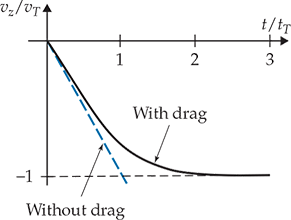 v_z/v_T
t/t_T
1 2 3
With drag
–1
Without drag